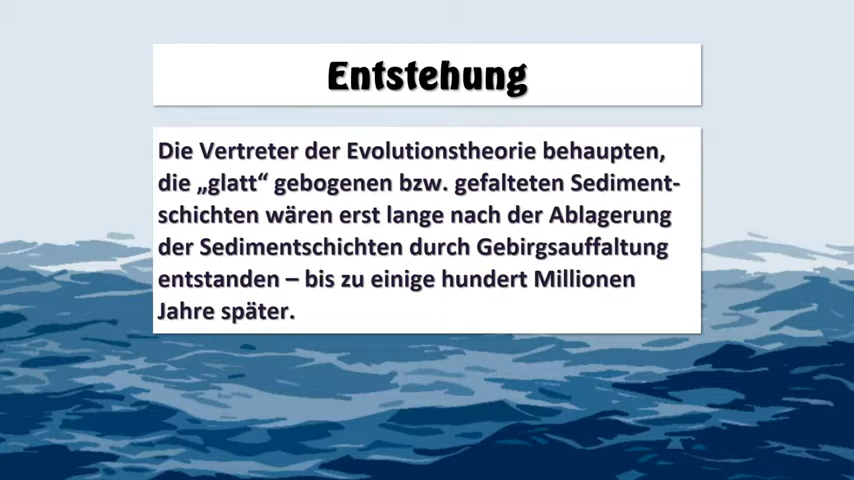 Entstehung
Die Vertreter der Evolutionstheorie behaupten,
die „glatt“ gebogenen bzw. gefalteten Sediment-
schichten wären erst lange nach der Ablagerung
der Sedimentschichten durch Gebirgsauffaltung
entstanden – bis zu einige hundert Millionen
Jahre später.